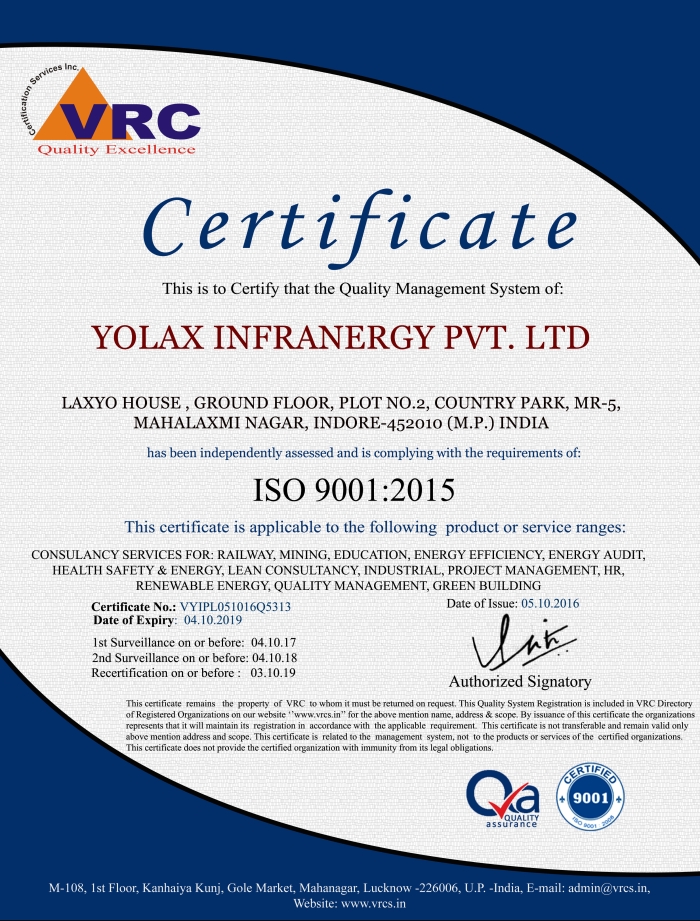 Certification Services Inc.
VRC
Quality Excellence
Certificate
This is to Certify that the Quality Management System of:
YOLAX INFRANERGY PVT. LTD
LAXYO HOUSE , GROUND FLOOR, PLOT NO.2, COUNTRY PARK, MR-5,
MAHALAXMI NAGAR, INDORE-452010 (M.P.) INDIA
has been independently assessed and is complying with the requirements of:
ISO 9001:2015
This certificate is applicable to the following product or service ranges:
CONSULANCY SERVICES FOR: RAILWAY, MINING, EDUCATION, ENERGY EFFICIENCY, ENERGY AUDIT,
HEALTH SAFETY & ENERGY, LEAN CONSULTANCY, INDUSTRIAL, PROJECT MANAGEMENT, HR,
RENEWABLE ENERGY, QUALITY MANAGEMENT, GREEN BUILDING
Certificate No.: VYIPL051016Q5313
Date of Expiry: 04.10.2019
1st Surveillance on or before: 04.10.17
2nd Surveillance on or before: 04.10.18
Recertification on or before : 03.10.19
Date of Issue: 05.10.2016
Authorized Signatory
This certificate remains the property of VRC to whom it must be returned on request. This Quality System Registration is included in VRC Directory
of Registered Organizations on our website ''www.vrcs.in'' for the above mention name, address & scope. By issuance of this certificate the organizations
represents that it will maintain its registration in accordance with the applicable requirement. This certificate is not transferable and remain valid only
above mention address and scope. This certificate is related to the management system, not to the products or services of the certified organizations.
This certificate does not provide the certified organization with immunity from its legal obligations.
Qa
QUALITY
assurance
CERTIFIED
9001
ISO 9001 : 2008
M-108, 1st Floor, Kanhaiya Kunj, Gole Market, Mahanagar, Lucknow -226006, U.P. -India, E-mail: admin@vrcs.in,
Website: www.vrcs.in